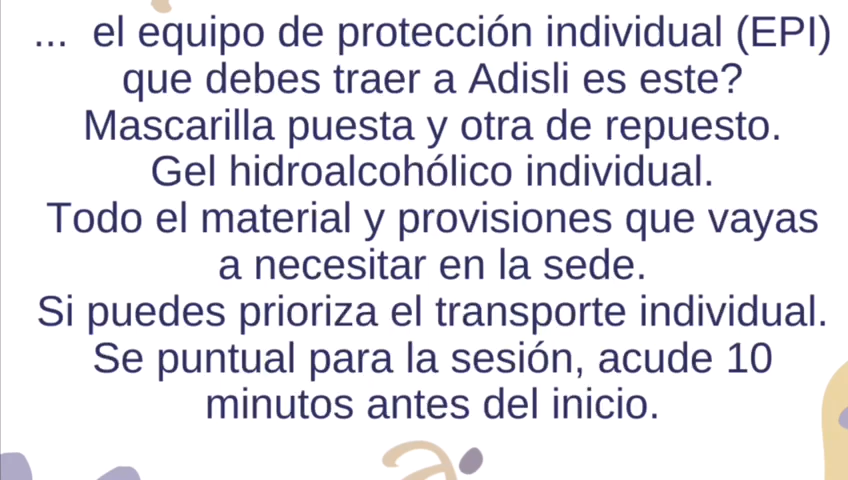 ... el equipo de protección individual (EPI)
que debes traer a Adisli es este?
Mascarilla puesta y otra de repuesto.
Gel hidroalcohólico individual.
Todo el material y provisiones que vayas
a necesitar en la sede.
Si puedes prioriza el transporte individual.
Se puntual para la sesión, acude 10
minutos antes del inicio.